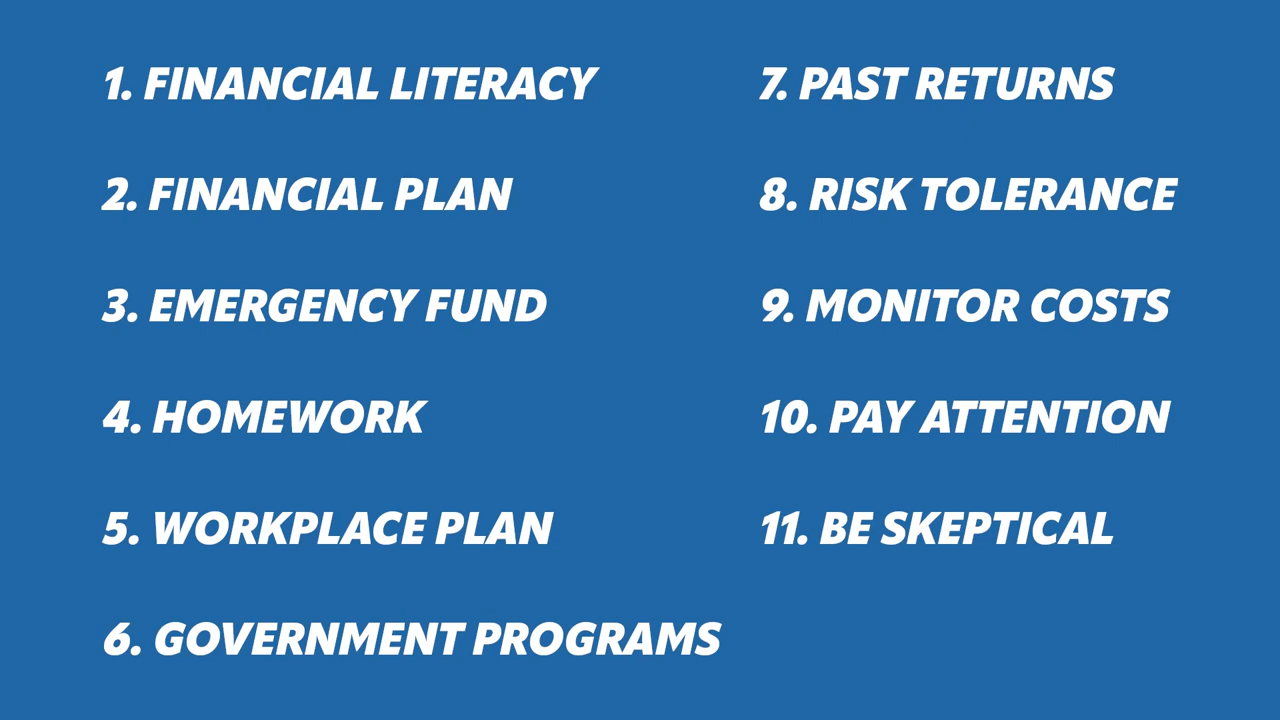 1. FINANCIAL LITERACY
2. FINANCIAL PLAN
3. EMERGENCY FUND
4. HOMEWORK
5. WORKPLACE PLAN
6. GOVERNMENT PROGRAMS
7. PAST RETURNS
8. RISK TOLERANCE
9. MONITOR COSTS
10. PAY ATTENTION
11. BE SKEPTICAL